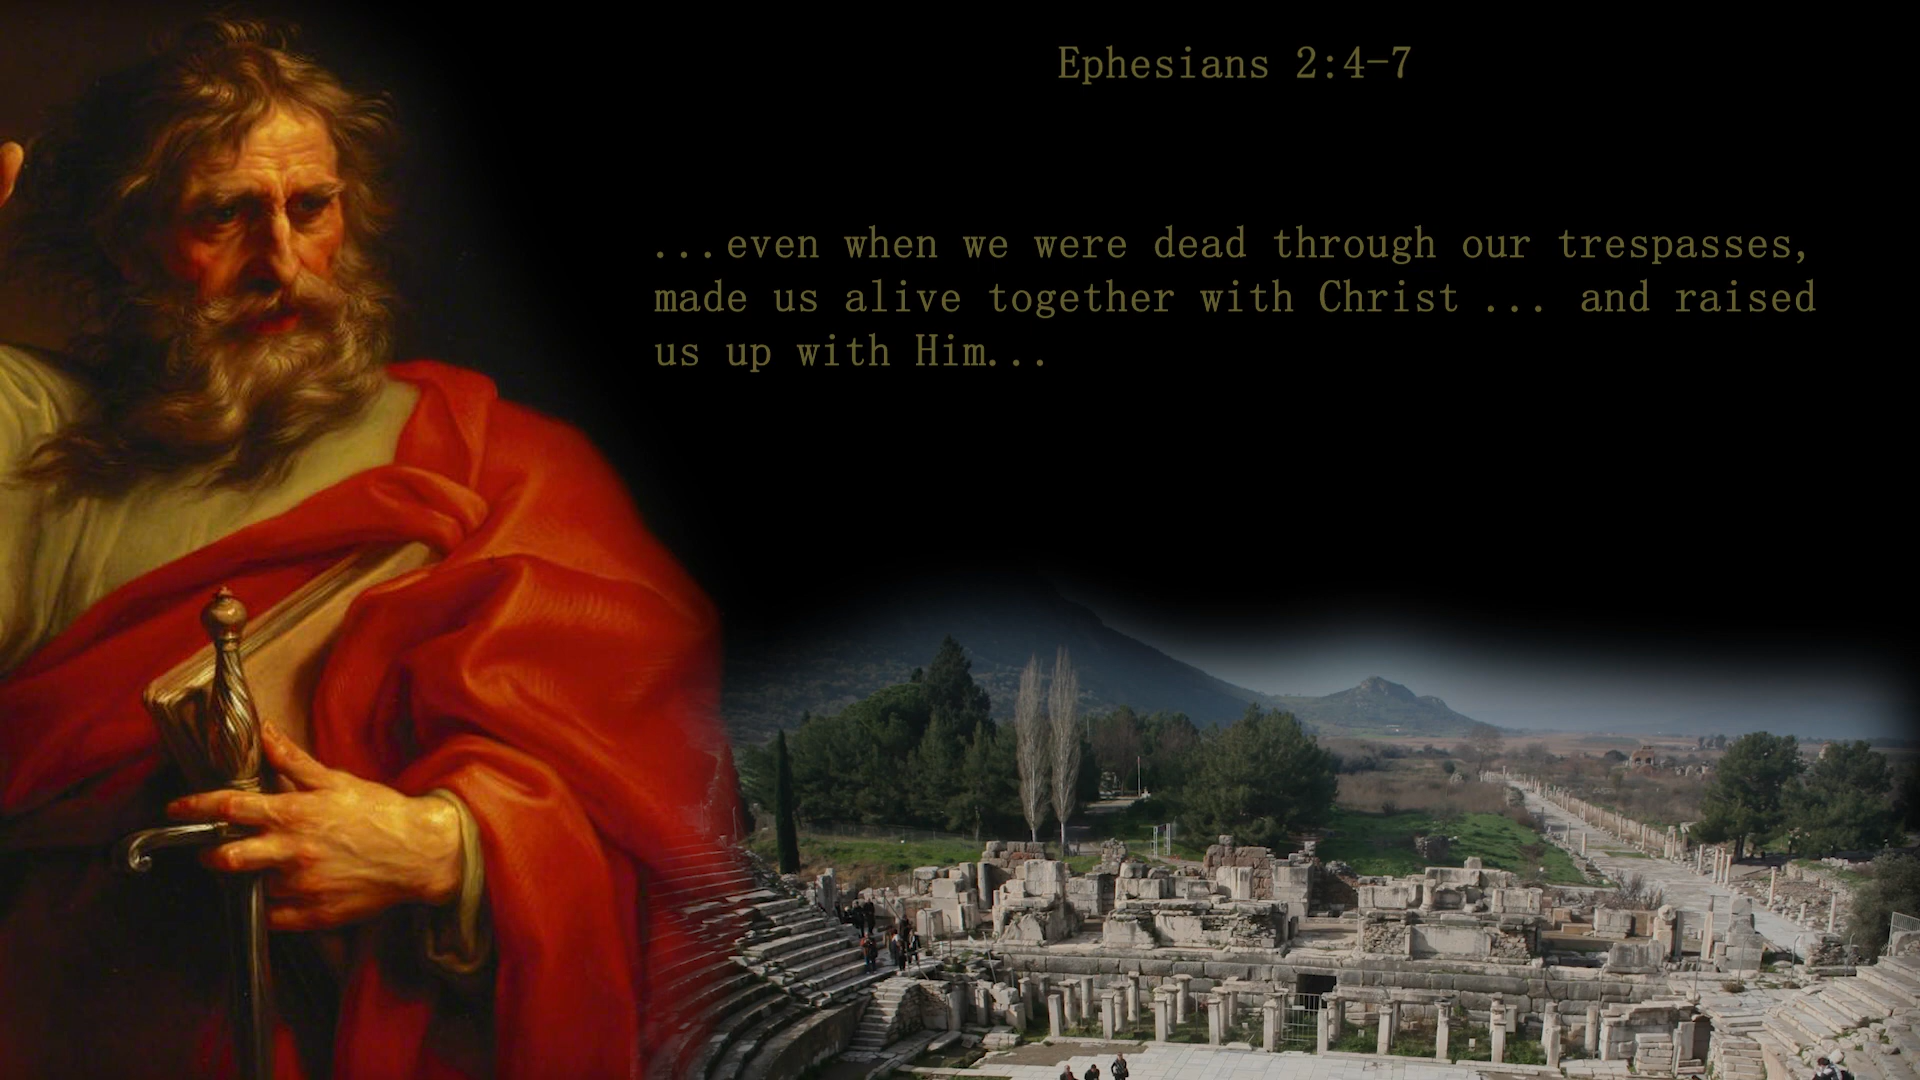 Ephesians 2:4-7
...even when we were dead through our trespasses,
made us alive together with Christ ... and raised
us up with Him...